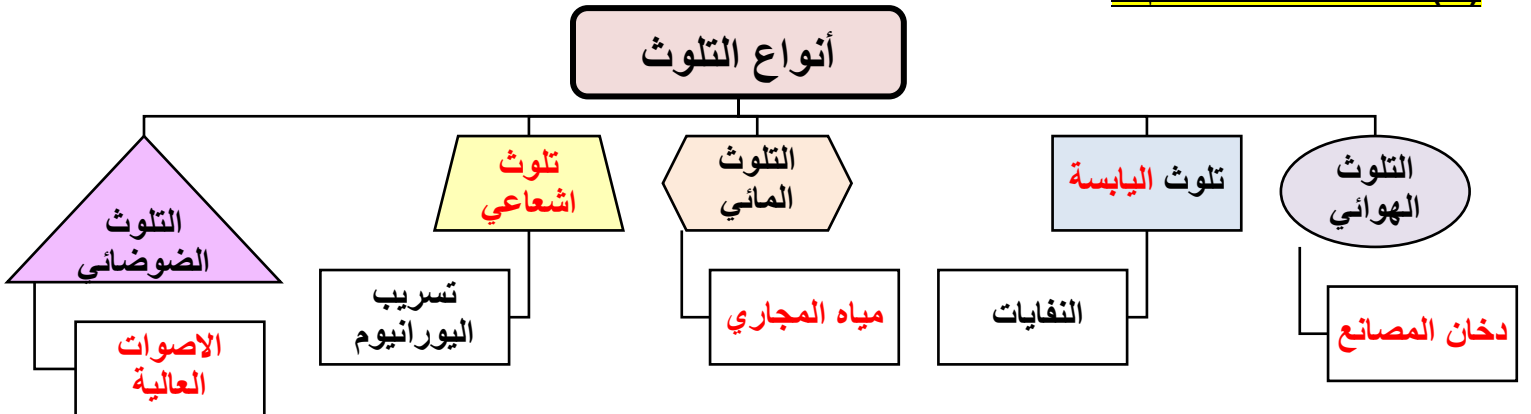 أنواع التلوث
التلوث
الهوائي
تلوث اليابسة
التلوث
المائي
تلوث
اشعاعي
التلوث
الضوضائي
دخان المصانع
النفايات
مياه المجاري
تسريب
اليورانيوم
الاصوات
العالية